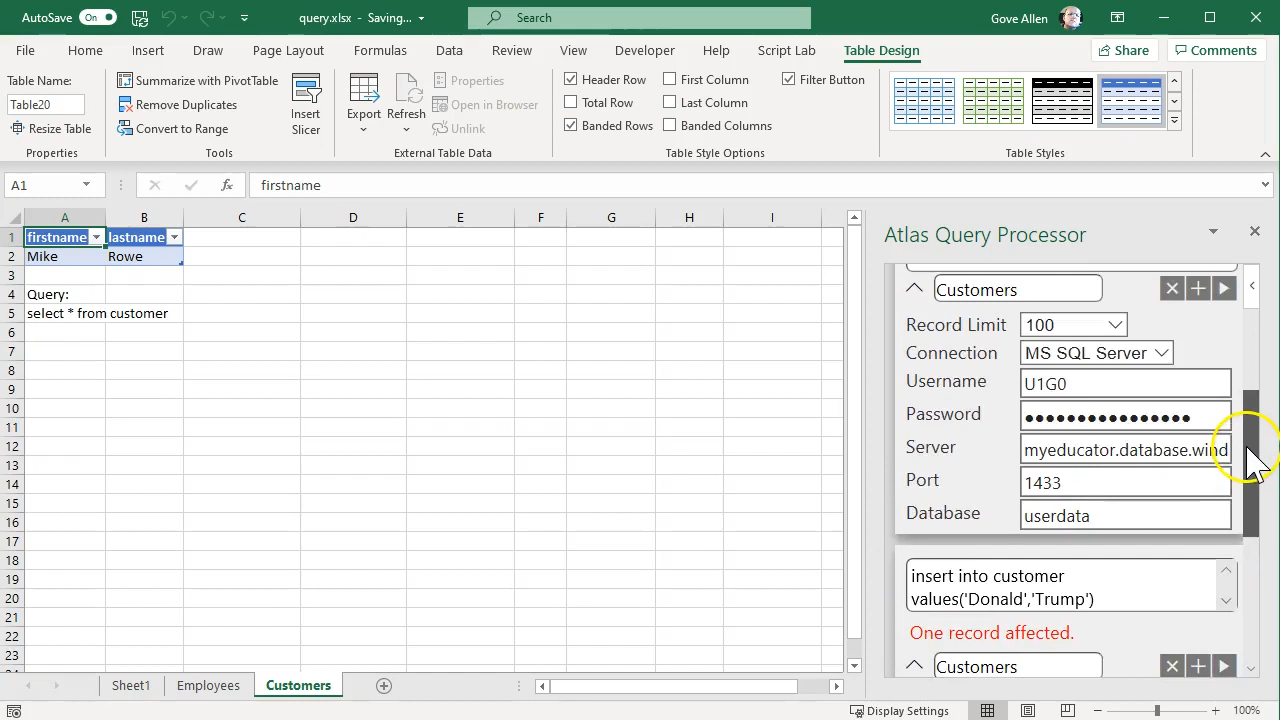 AutoSave On query.xlsx - Saving... Search Gove Allen
File Home Insert Draw Page Layout Formulas Data Review View Developer Help Script Lab Table Design Share Comments
Table Name:
Table20
Resize Table
Properties
Summarize with PivotTable
Remove Duplicates
Convert to Range
Insert
Slicer
Tools
Export
Refresh
Properties
Open in Browser
Unlink
External Table Data
Header Row
Total Row
Banded Rows
First Column
Last Column
Banded Columns
Filter Button
Table Style Options
Table Styles
A1 fx firstname
A B C D E F G H I
1 firstname lastname
2 Mike Rowe
3
4 Query:
5 select * from customer
6
7
8
9
10
11
12
13
14
15
16
17
18
19
20
21
22
23
Atlas Query Processor
Customers
Record Limit 100
Connection MS SQL Server
Username U1G0
Password ●●●●●●●●●●●●●●●●
Server myeducator.database.wind
Port 1433
Database userdata
insert into customer
values('Donald','Trump')
One record affected.
Customers
Sheet1 Employees Customers
Display Settings 100%